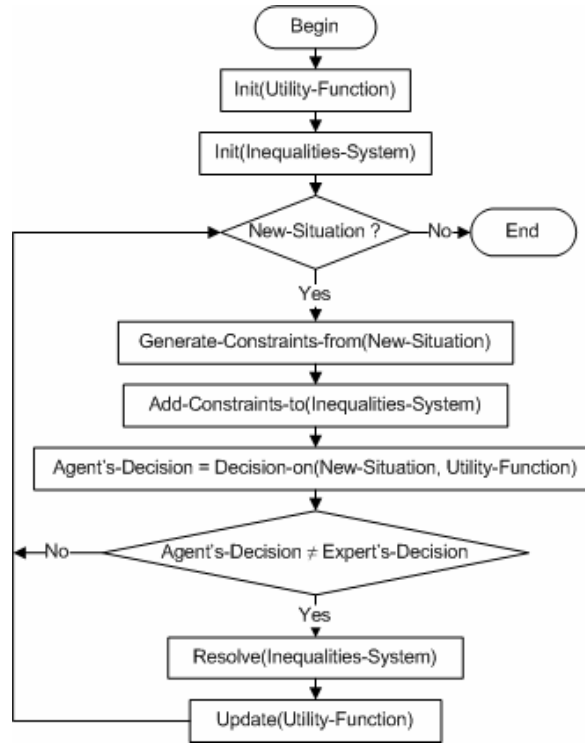 Begin
Init(Utility-Function)
Init(Inequalities-System)
New-Situation ?
No
End
Yes
Generate-Constraints-from(New-Situation)
Add-Constraints-to(Inequalities-System)
Agent's-Decision = Decision-on(New-Situation, Utility-Function)
No
Agent's-Decision ≠ Expert's-Decision
Yes
Resolve(Inequalities-System)
Update(Utility-Function)